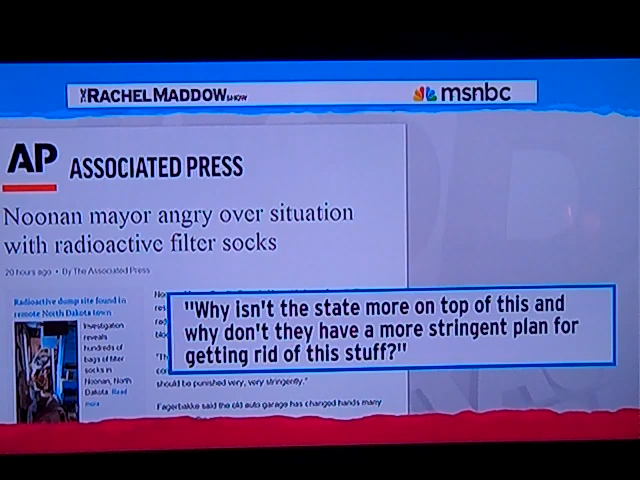 THE RACHEL MADDOW SHOW
msnbc
AP ASSOCIATED PRESS
Noonan mayor angry over situation
with radioactive filter socks
20 hours ago • By The Associated Press
Radioactive dump site found in
remote North Dakota town
Investigation
reveals
hundreds of
bags of filter
socks in
Noonan, North
Dakota. Read
more
"Why isn't the state more on top of this and
why don't they have a more stringent plan for
getting rid of this stuff?"
should be punished very, very stringently."
Fagerbakke said the old auto garage has changed hands many